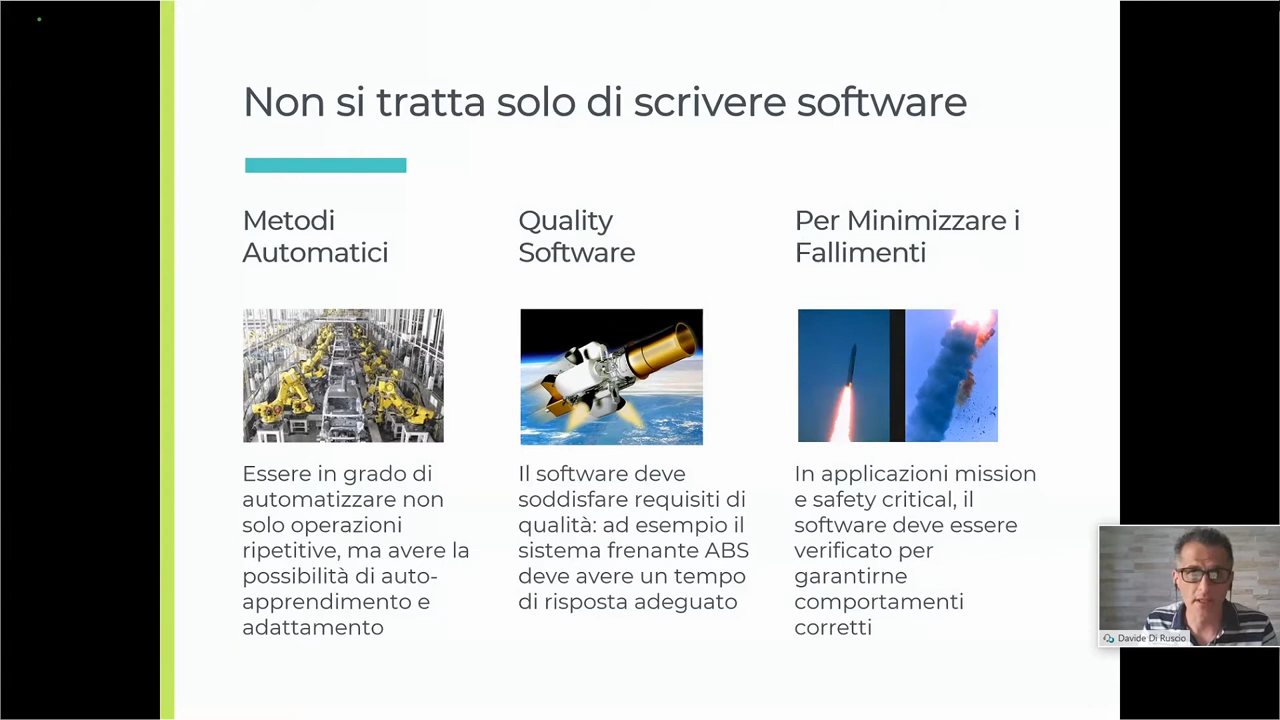 Non si tratta solo di scrivere software
Metodi
Automatici
Essere in grado di
automatizzare non
solo operazioni
ripetitive, ma avere la
possibilità di auto-
apprendimento e
adattamento
Quality
Software
Il software deve
soddisfare requisiti di
qualità: ad esempio il
sistema frenante ABS
deve avere un tempo
di risposta adeguato
Per Minimizzare i
Fallimenti
In applicazioni mission
e safety critical, il
software deve essere
verificato per
garantirne
comportamenti
corretti
Davide Di Ruscio